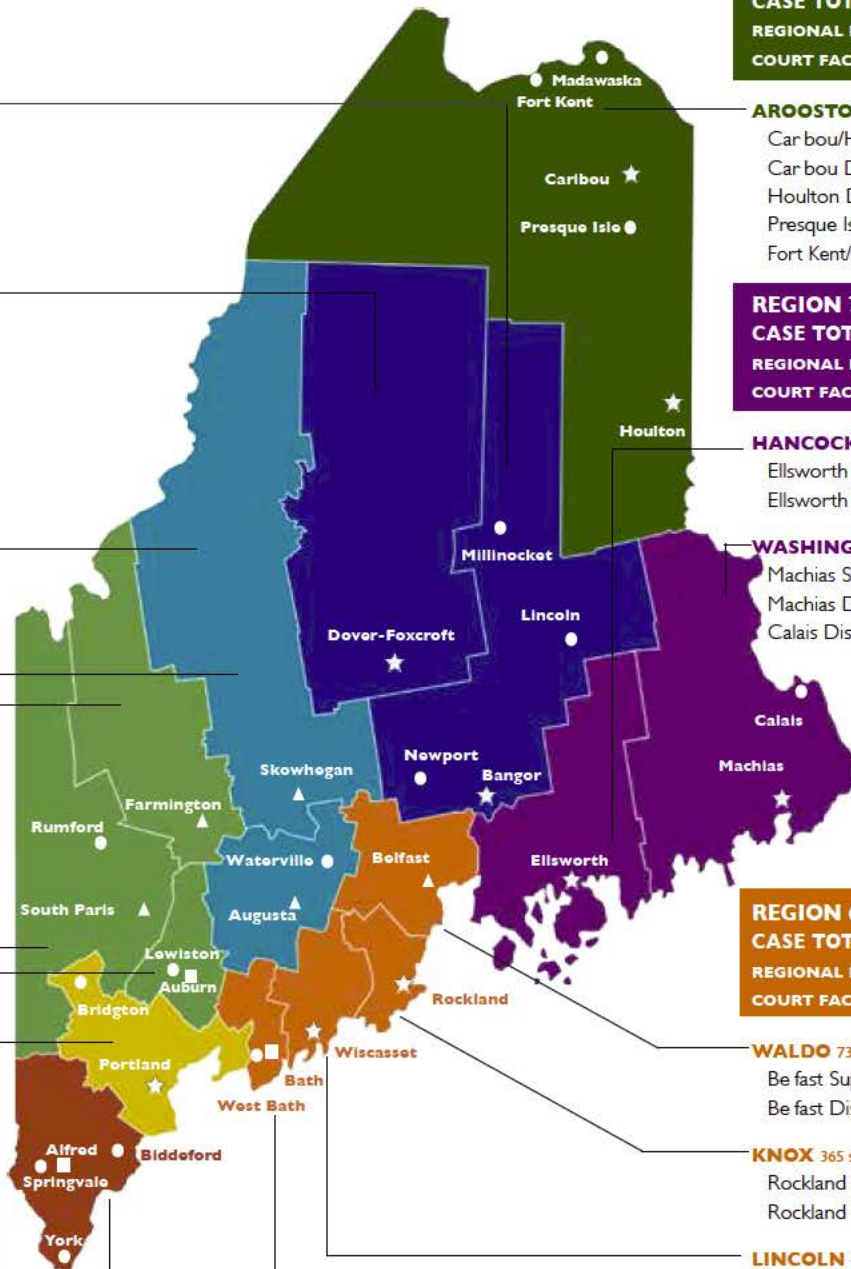 CASE TOT
REGIONAL
COURT FAC
Madawaska
Fort Kent
Caribou
Presque Isle
Houlton
AROOSTO
Car bou/H
Car bou D
Houlton D
Presque Is
Fort Kent/
REGION 7
CASE TOT
REGIONAL
COURT FAC
HANCOCK
Ellsworth
Ellsworth
WASHING
Machias S
Machias D
Calais Dis
Millinocket
Lincoln
Dover-Foxcroft
Newport
Bangor
Calais
Machias
Ellsworth
Skowhegan
Farmington
Rumford
Waterville
Belfast
South Paris
Augusta
Lewiston
Auburn
Bridgton
Rockland
Portland
Wiscasset
Bath
West Bath
Alfred
Biddeford
Springvale
York
REGION
CASE TOT
REGIONAL
COURT FAC
WALDO 73
Be fast Su
Be fast Dis
KNOX 365 s
Rockland
Rockland
LINCOLN